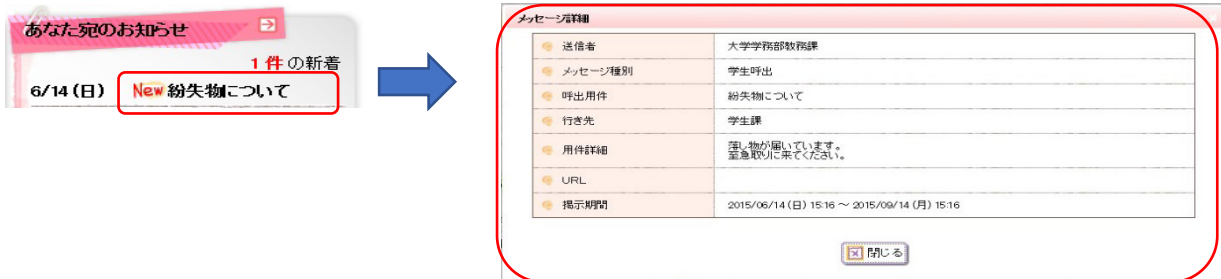 あなた宛のお知らせ
1 件 の新着
6/14 (日) New 紛失物について
メッセージ詳細
送信者 大学学務部教務課
メッセージ種別 学生呼出
呼出用件 紛失物について
行き先 学生課
用件詳細 落し物が届いています。
至急取りに来てください。
URL
掲示期間 2015/06/14 (日) 15:16 ～ 2015/09/14 (月) 15:16
閉じる